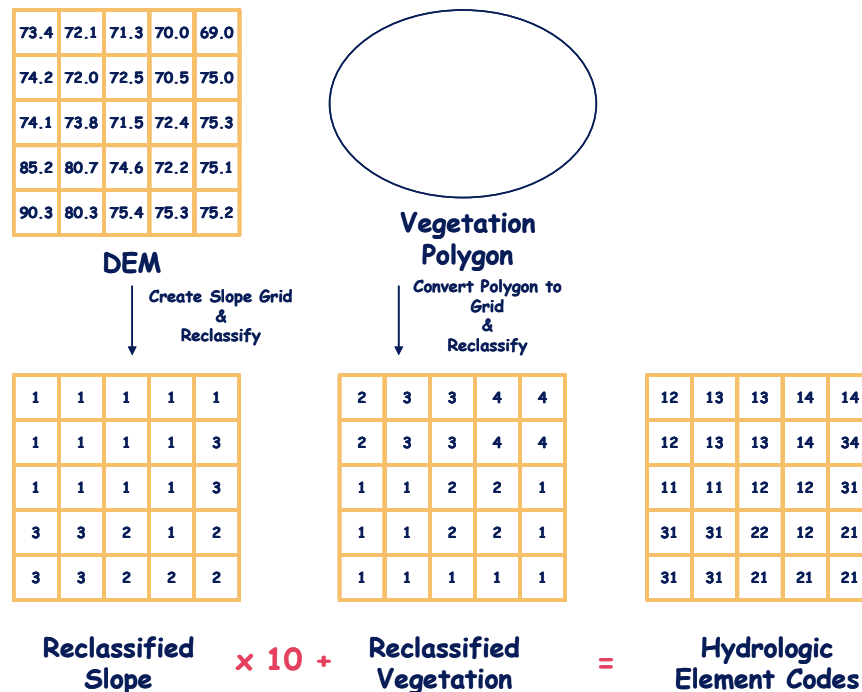 73.4 72.1 71.3 70.0 69.0
74.2 72.0 72.5 70.5 75.0
74.1 73.8 71.5 72.4 75.3
85.2 80.7 74.6 72.2 75.1
90.3 80.3 75.4 75.3 75.2
DEM
Vegetation
Polygon
Create Slope Grid
&
Reclassify
Convert Polygon to
Grid
&
Reclassify
1 1 1 1 1
1 1 1 1 3
1 1 1 1 3
3 3 2 1 2
3 3 2 2 2
2 3 3 4 4
2 3 3 4 4
1 1 2 2 1
1 1 2 2 1
1 1 1 1 1
12 13 13 14 14
12 13 13 14 34
11 11 12 12 31
31 31 22 12 21
31 31 21 21 21
Reclassified
Slope
x 10 +
Reclassified
Vegetation
=
Hydrologic
Element Codes